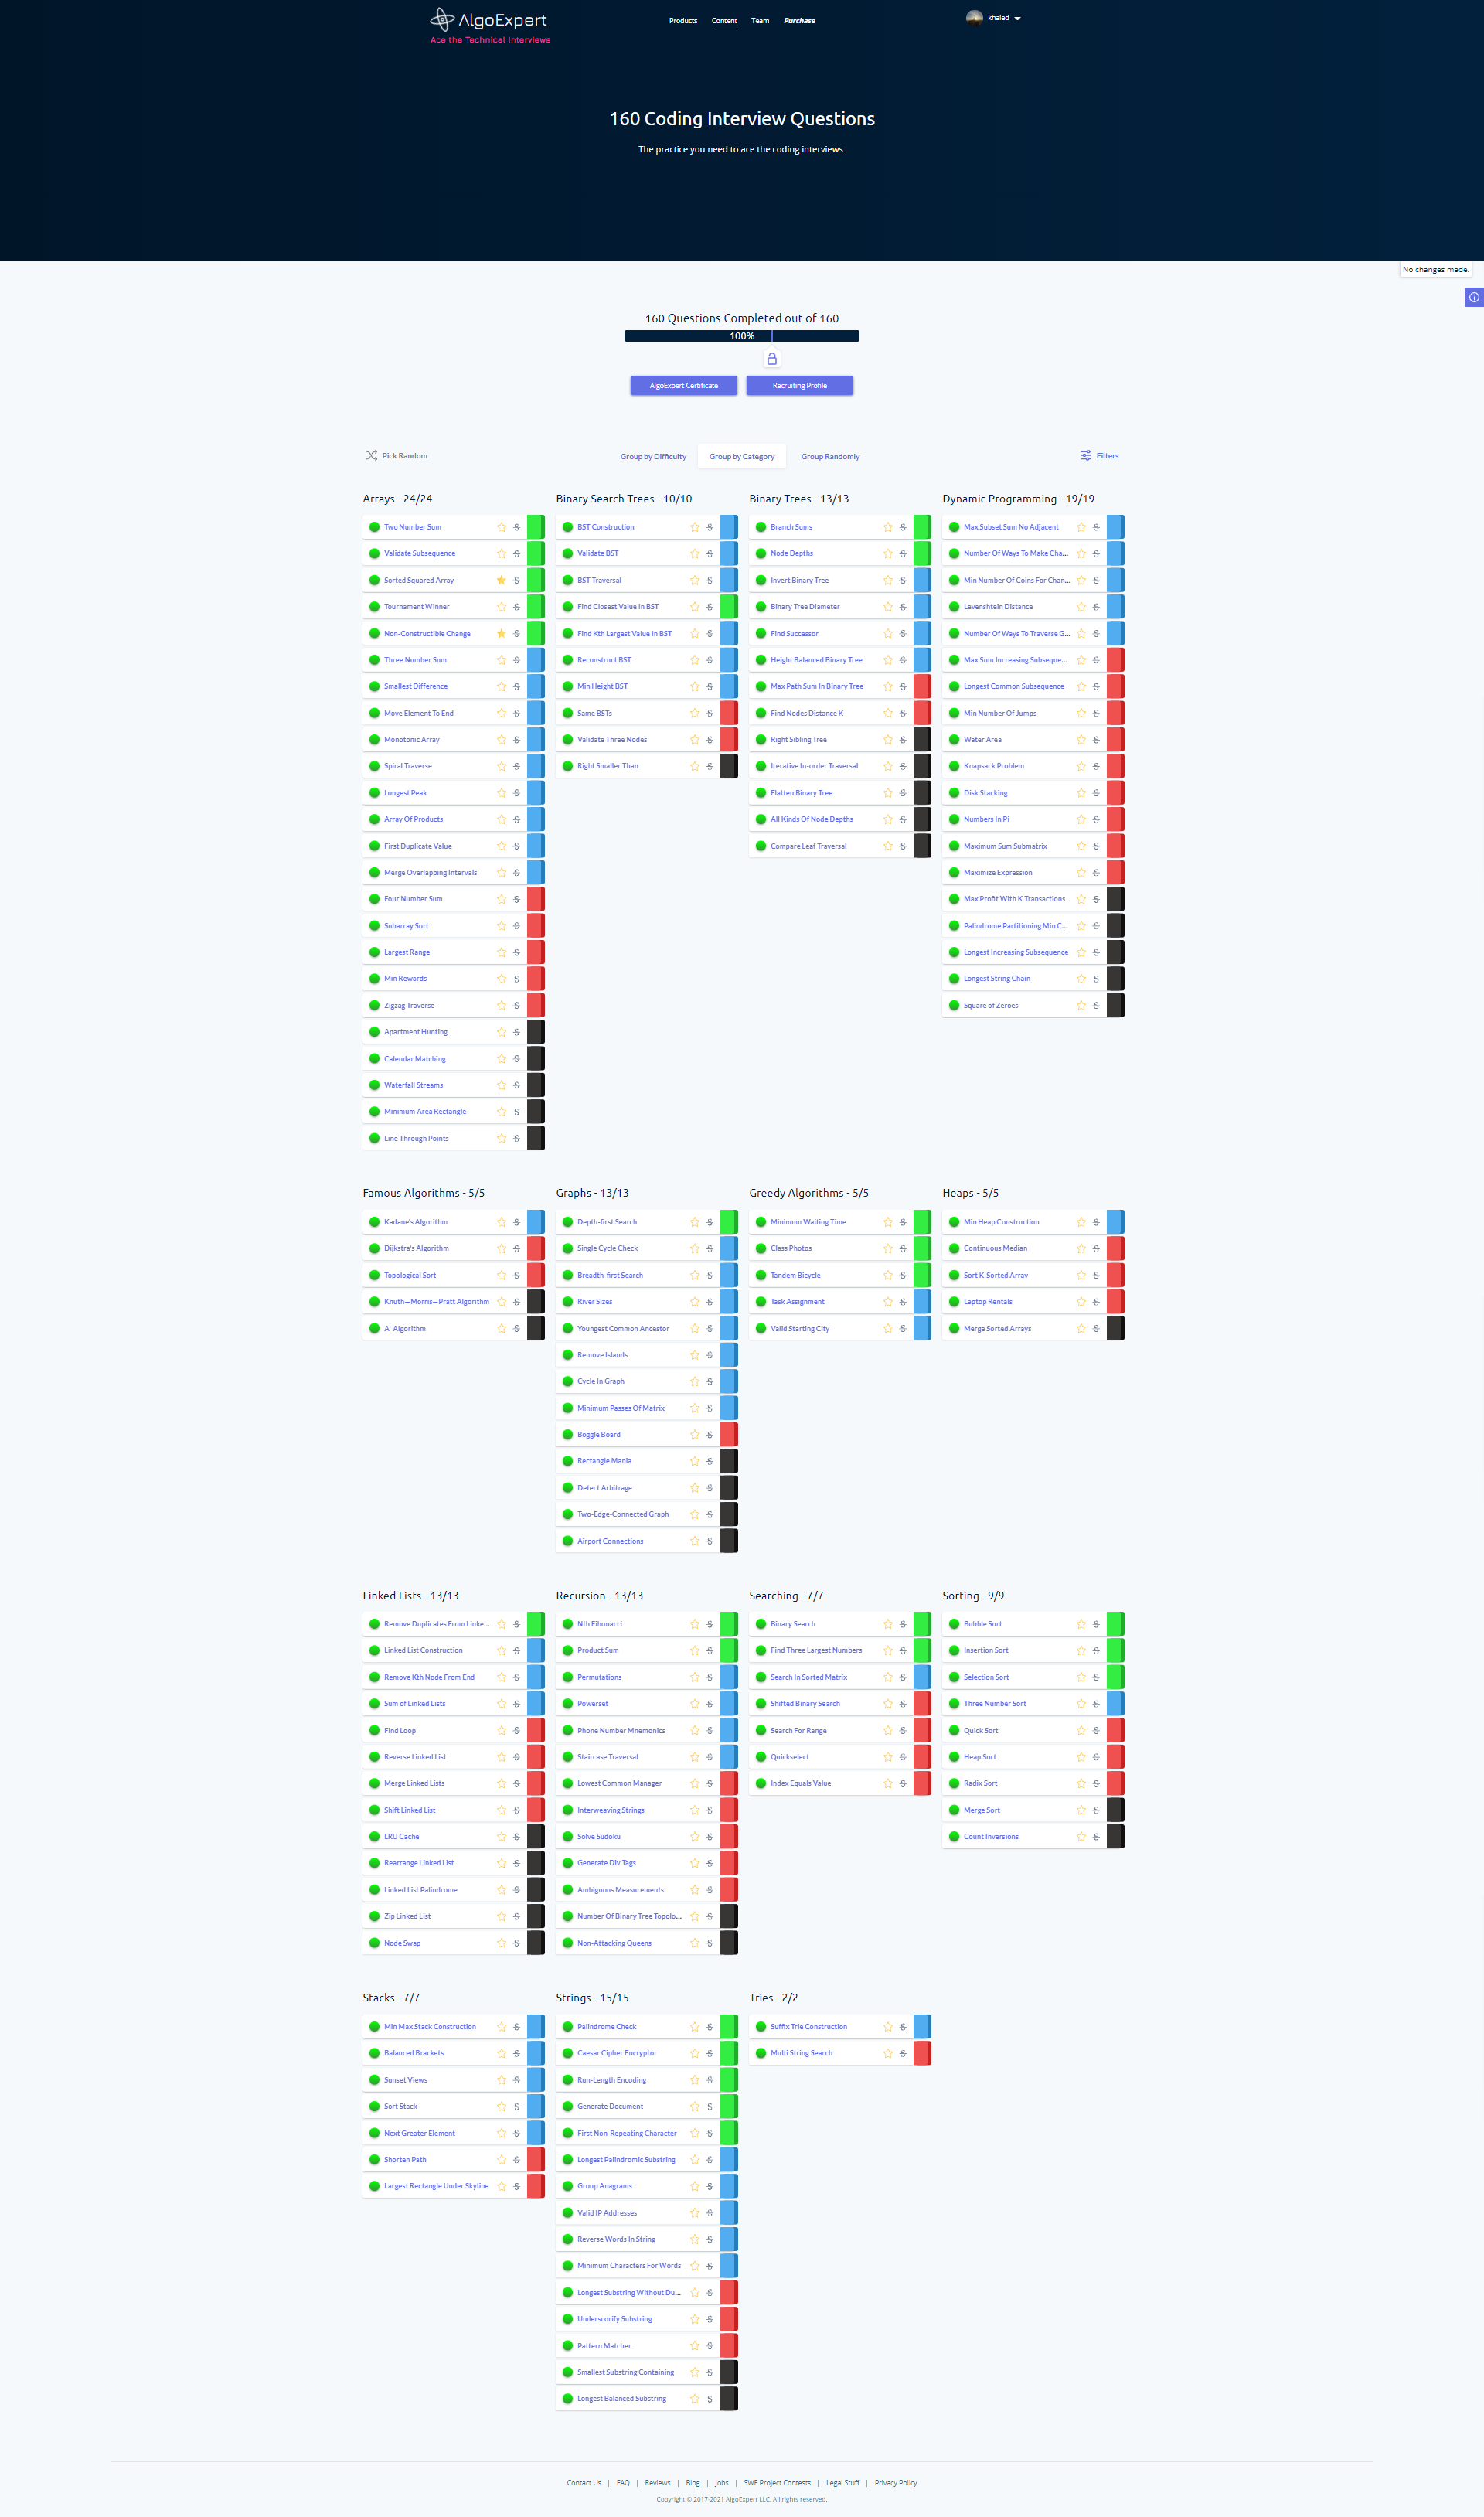 AlgoExpert
Ace the Technical Interviews
Products Content Team Purchase khaled
160 Coding Interview Questions
The practice you need to ace the coding interviews.
No changes made.
160 Questions Completed out of 160
100%
AlgoExpert Certificate Recruiting Profile
Pick Random Group by Difficulty Group by Category Group Randomly Filters
Arrays - 24/24
Two Number Sum
Validate Subsequence
Sorted Squared Array
Tournament Winner
Non-Constructible Change
Three Number Sum
Smallest Difference
Move Element To End
Monotonic Array
Spiral Traverse
Longest Peak
Array Of Products
First Duplicate Value
Merge Overlapping Intervals
Four Number Sum
Subarray Sort
Largest Range
Min Rewards
Zigzag Traverse
Apartment Hunting
Calendar Matching
Waterfall Streams
Minimum Area Rectangle
Line Through Points
Binary Search Trees - 10/10
BST Construction
Validate BST
BST Traversal
Find Closest Value In BST
Find Kth Largest Value In BST
Reconstruct BST
Min Height BST
Same BSTs
Validate Three Nodes
Right Smaller Than
Binary Trees - 13/13
Branch Sums
Node Depths
Invert Binary Tree
Binary Tree Diameter
Find Successor
Height Balanced Binary Tree
Max Path Sum In Binary Tree
Find Nodes Distance K
Right Sibling Tree
Iterative In-order Traversal
Flatten Binary Tree
All Kinds Of Node Depths
Compare Leaf Traversal
Dynamic Programming - 19/19
Max Subset Sum No Adjacent
Number Of Ways To Make Cha...
Min Number Of Coins For Chan...
Levenshtein Distance
Number Of Ways To Traverse G...
Max Sum Increasing Subseque...
Longest Common Subsequence
Min Number Of Jumps
Water Area
Knapsack Problem
Disk Stacking
Numbers In Pi
Maximum Sum Submatrix
Maximize Expression
Max Profit With K Transactions
Palindrome Partitioning Min C...
Longest Increasing Subsequence
Longest String Chain
Square of Zeroes
Famous Algorithms - 5/5
Kadane's Algorithm
Dijkstra's Algorithm
Topological Sort
Knuth—Morris—Pratt Algorithm
A* Algorithm
Graphs - 13/13
Depth-first Search
Single Cycle Check
Breadth-first Search
River Sizes
Youngest Common Ancestor
Remove Islands
Cycle In Graph
Minimum Passes Of Matrix
Boggle Board
Rectangle Mania
Detect Arbitrage
Two-Edge-Connected Graph
Airport Connections
Greedy Algorithms - 5/5
Minimum Waiting Time
Class Photos
Tandem Bicycle
Task Assignment
Valid Starting City
Heaps - 5/5
Min Heap Construction
Continuous Median
Sort K-Sorted Array
Laptop Rentals
Merge Sorted Arrays
Linked Lists - 13/13
Remove Duplicates From Linke...
Linked List Construction
Remove Kth Node From End
Sum of Linked Lists
Find Loop
Reverse Linked List
Merge Linked Lists
Shift Linked List
LRU Cache
Rearrange Linked List
Linked List Palindrome
Zip Linked List
Node Swap
Recursion - 13/13
Nth Fibonacci
Product Sum
Permutations
Powerset
Phone Number Mnemonics
Staircase Traversal
Lowest Common Manager
Interweaving Strings
Solve Sudoku
Generate Div Tags
Ambiguous Measurements
Number Of Binary Tree Topolo...
Non-Attacking Queens
Searching - 7/7
Binary Search
Find Three Largest Numbers
Search In Sorted Matrix
Shifted Binary Search
Search For Range
Quickselect
Index Equals Value
Sorting - 9/9
Bubble Sort
Insertion Sort
Selection Sort
Three Number Sort
Quick Sort
Heap Sort
Radix Sort
Merge Sort
Count Inversions
Stacks - 7/7
Min Max Stack Construction
Balanced Brackets
Sunset Views
Sort Stack
Next Greater Element
Shorten Path
Largest Rectangle Under Skyline
Strings - 15/15
Palindrome Check
Caesar Cipher Encryptor
Run-Length Encoding
Generate Document
First Non-Repeating Character
Longest Palindromic Substring
Group Anagrams
Valid IP Addresses
Reverse Words In String
Minimum Characters For Words
Longest Substring Without Du...
Underscorify Substring
Pattern Matcher
Smallest Substring Containing
Longest Balanced Substring
Tries - 2/2
Suffix Trie Construction
Multi String Search
Contact Us | FAQ | Reviews | Blog | Jobs | SWE Project Contests | Legal Stuff | Privacy Policy
Copyright © 2017-2021 AlgoExpert LLC. All rights reserved.